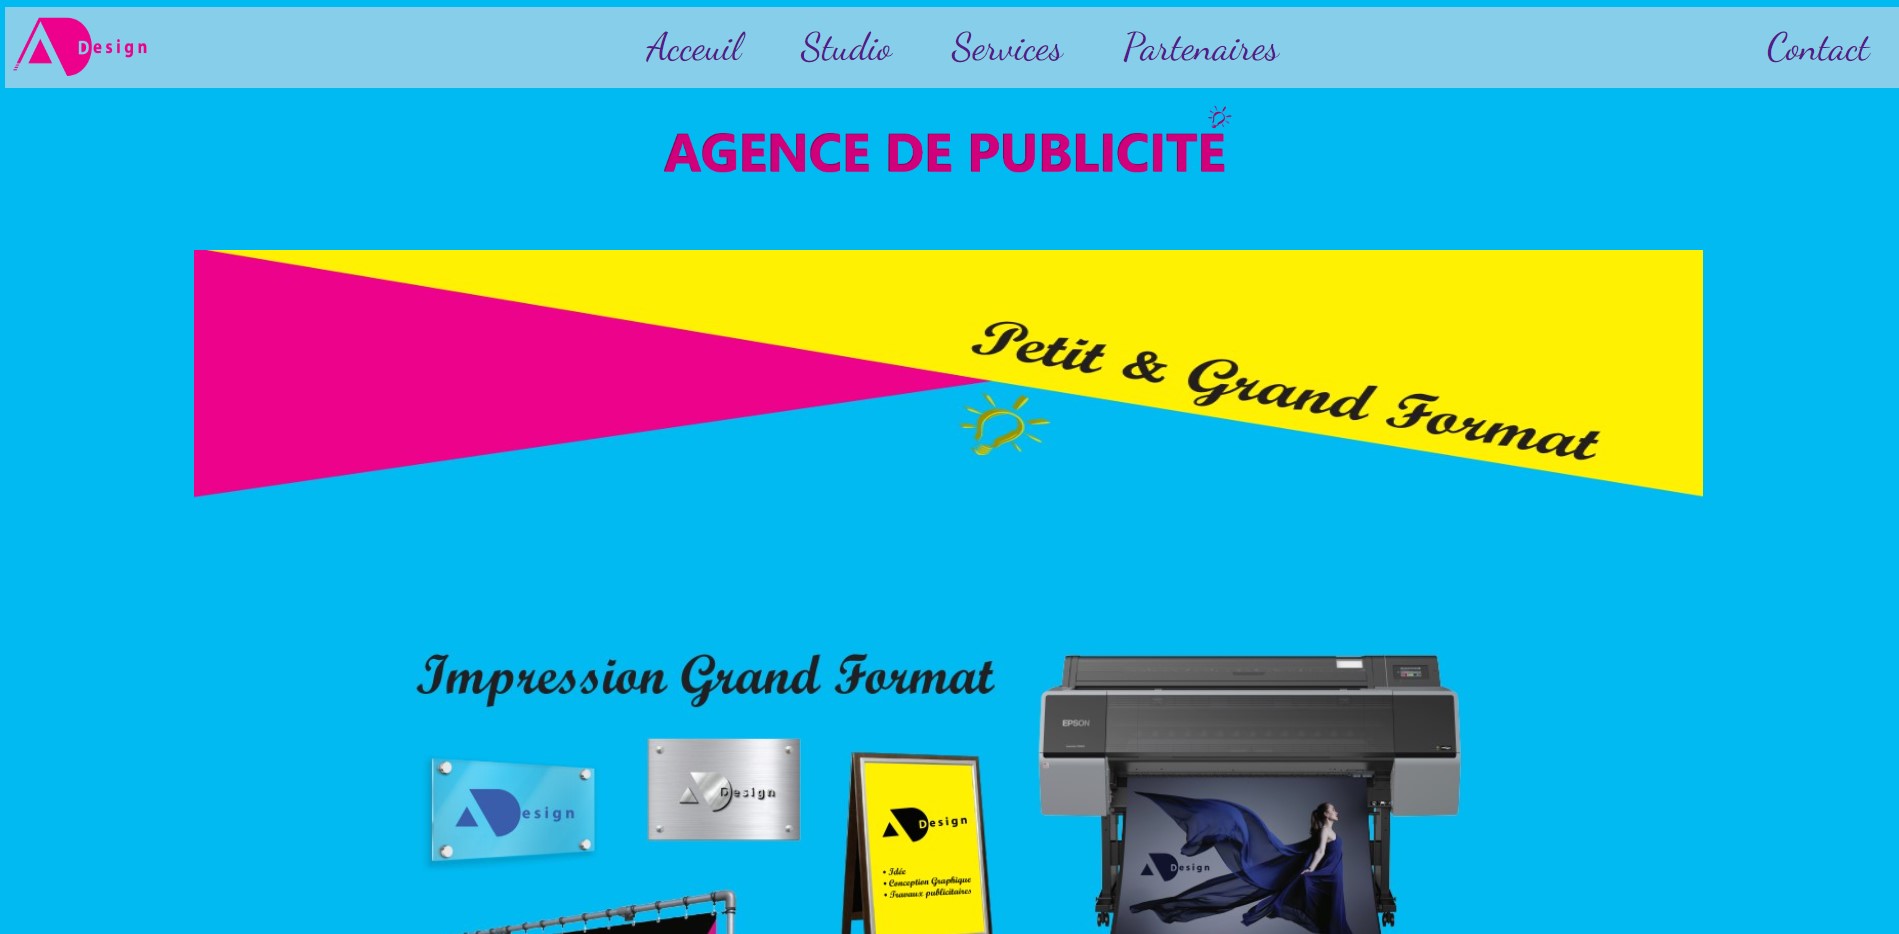 Design
Acceuil Studio Services Partenaires Contact
AGENCE DE PUBLICITÉ
Petit & Grand Format
Impression Grand Format
EPSON
Design
Design
Design
• Idée
• Conception Graphique
• Travaux publicitaires
Design